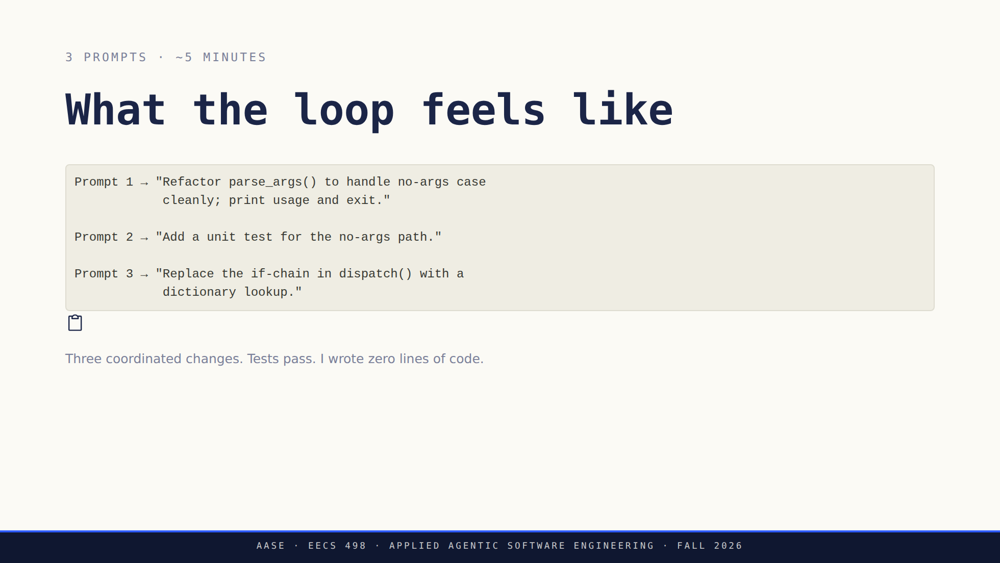 3 PROMPTS · ~5 MINUTES
What the loop feels like
Prompt 1 → "Refactor parse_args() to handle no-args case
cleanly; print usage and exit."
Prompt 2 → "Add a unit test for the no-args path."
Prompt 3 → "Replace the if-chain in dispatch() with a
dictionary lookup."
Three coordinated changes. Tests pass. I wrote zero lines of code.
AASE · EECS 498 · APPLIED AGENTIC SOFTWARE ENGINEERING · FALL 2026